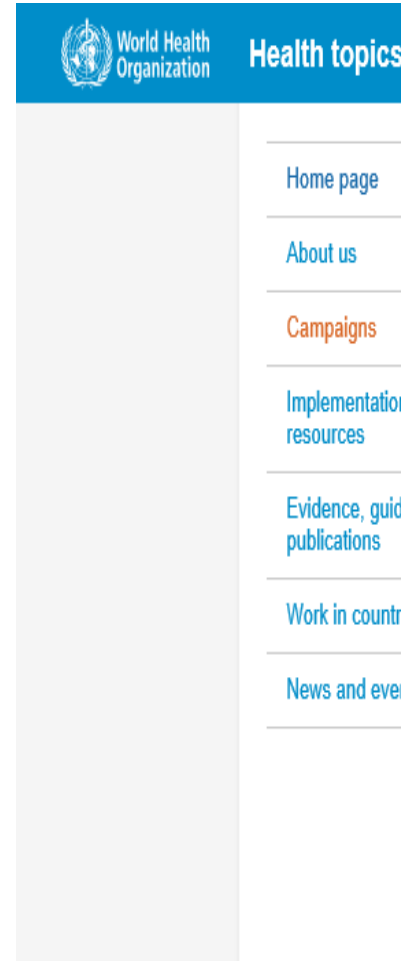 World Health
Organization
Health topics
Home page
About us
Campaigns
Implementation
resources
Evidence, guid
publications
Work in countr
News and even